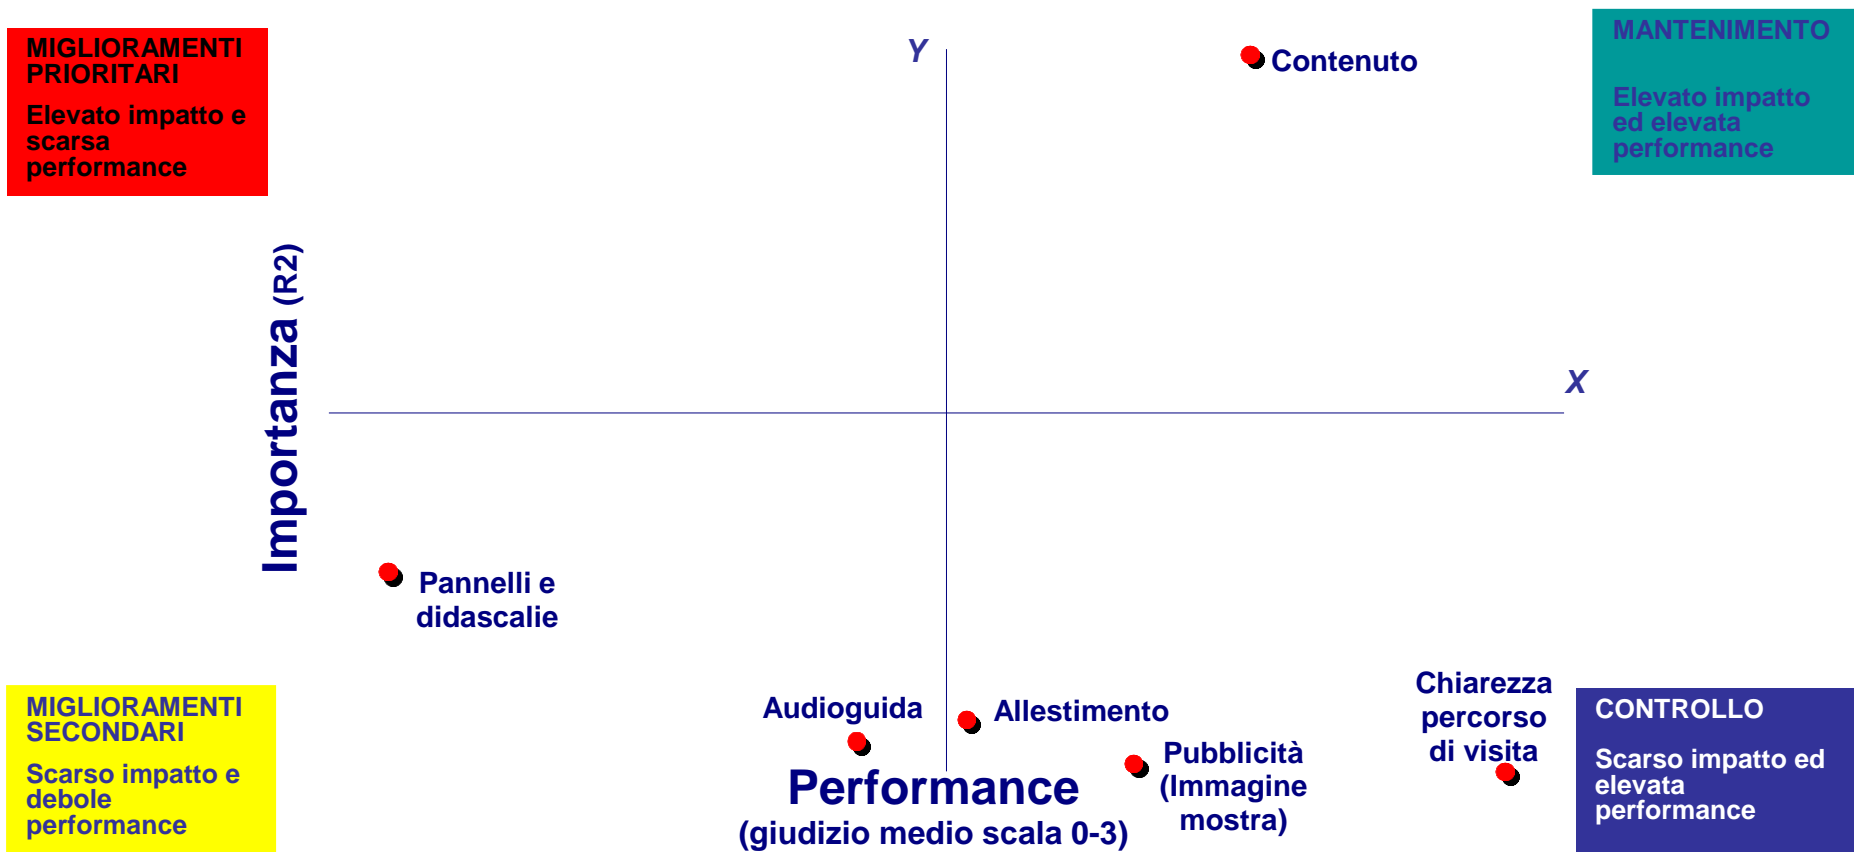 MIGLIORAMENTI
PRIORITARI
Elevato impatto e
scarsa
performance
Y
Contenuto
MANTENIMENTO
Elevato impatto
ed elevata
performance
Importanza (R2)
X
Pannelli e
didascalie
MIGLIORAMENTI
SECONDARI
Scarso impatto e
debole
performance
Audioguida
Allestimento
Pubblicità
(Immagine
mostra)
Chiarezza
percorso
di visita
Performance
(giudizio medio scala 0-3)
CONTROLLO
Scarso impatto ed
elevata
performance